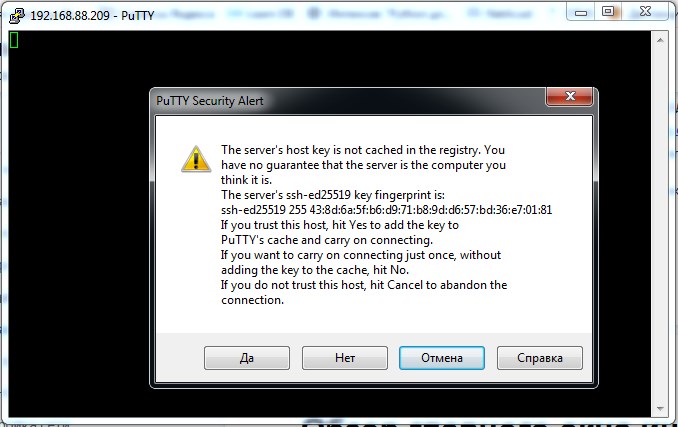 192.168.88.209 - PuTTY
PuTTY Security Alert
The server's host key is not cached in the registry. You
have no guarantee that the server is the computer you
think it is.
The server's ssh-ed25519 key fingerprint is:
ssh-ed25519 255 43:8d:6a:5f:b6:d9:71:b8:9d:d6:57:bd:36:e7:01:81
If you trust this host, hit Yes to add the key to
PuTTY's cache and carry on connecting.
If you want to carry on connecting just once, without
adding the key to the cache, hit No.
If you do not trust this host, hit Cancel to abandon the
connection.
Да
Нет
Отмена
Справка